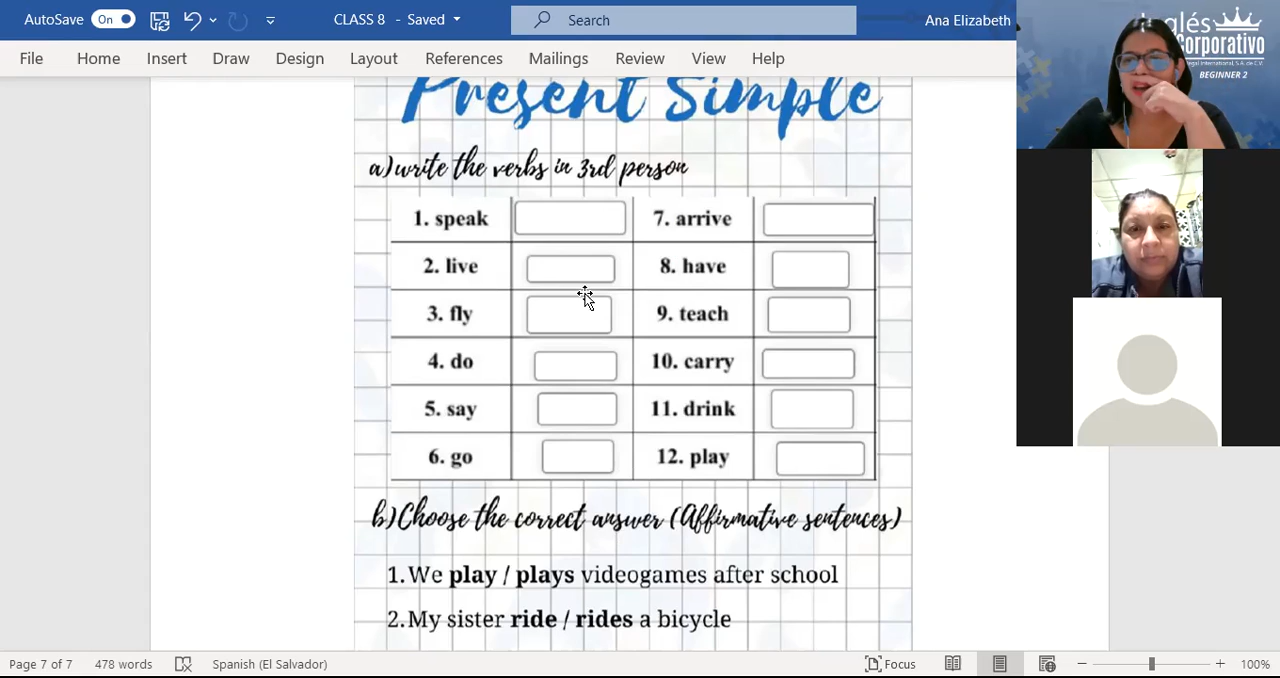 AutoSave On CLASS 8 - Saved Search Ana Elizabeth
File Home Insert Draw Design Layout References Mailings Review View Help
Inglés
Corporativo
BEGINNER 2
Present Simple
a)write the verbs in 3rd person
1. speak 7. arrive
2. live 8. have
3. fly 9. teach
4. do 10. carry
5. say 11. drink
6. go 12. play
b)Choose the correct answer (Affirmative sentences)
1.We play / plays videogames after school
2.My sister ride / rides a bicycle
Page 7 of 7 478 words Spanish (El Salvador) Focus 100%